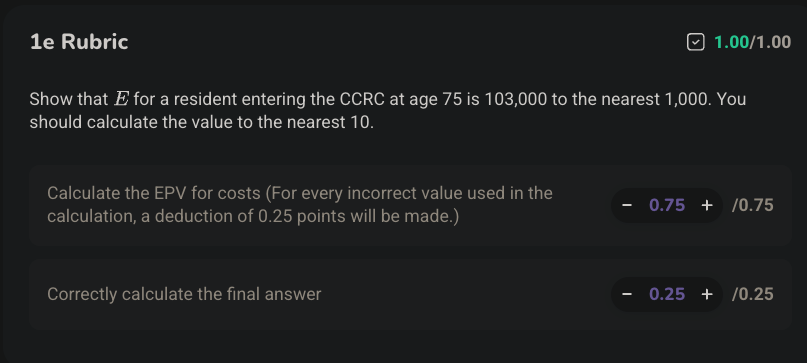 1e Rubric
1.00/1.00
Show that E for a resident entering the CCRC at age 75 is 103,000 to the nearest 1,000. You
should calculate the value to the nearest 10.
Calculate the EPV for costs (For every incorrect value used in the
calculation, a deduction of 0.25 points will be made.)
− 0.75 + /0.75
Correctly calculate the final answer
− 0.25 + /0.25